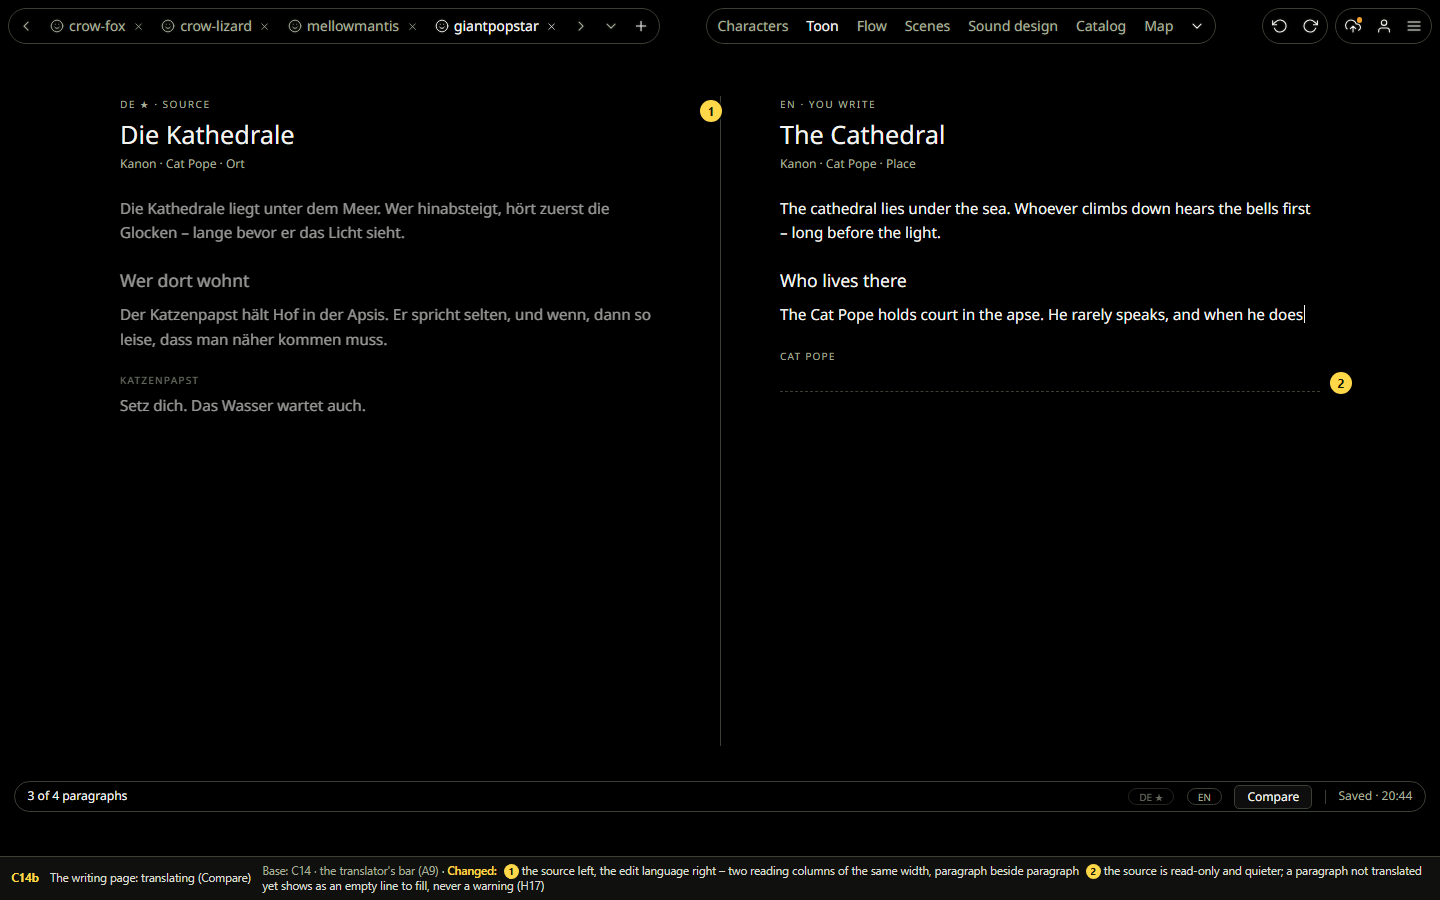 crow-fox × crow-lizard × mellowmantis × giantpopstar ×
Characters Toon Flow Scenes Sound design Catalog Map
DE ★ · SOURCE
Die Kathedrale
Kanon · Cat Pope · Ort
Die Kathedrale liegt unter dem Meer. Wer hinabsteigt, hört zuerst die
Glocken – lange bevor er das Licht sieht.
Wer dort wohnt
Der Katzenpapst hält Hof in der Apsis. Er spricht selten, und wenn, dann so
leise, dass man näher kommen muss.
KATZENPAPST
Setz dich. Das Wasser wartet auch.
1
EN · YOU WRITE
The Cathedral
Kanon · Cat Pope · Place
The cathedral lies under the sea. Whoever climbs down hears the bells first
– long before the light.
Who lives there
The Cat Pope holds court in the apse. He rarely speaks, and when he does
CAT POPE
2
3 of 4 paragraphs
DE ★ EN Compare Saved · 20:44
C14b The writing page: translating (Compare)
Base: C14 · the translator's bar (A9) · Changed: 1 the source left, the edit language right – two reading columns of the same width, paragraph beside paragraph 2 the source is read-only and quieter; a paragraph not translated
yet shows as an empty line to fill, never a warning (H17)